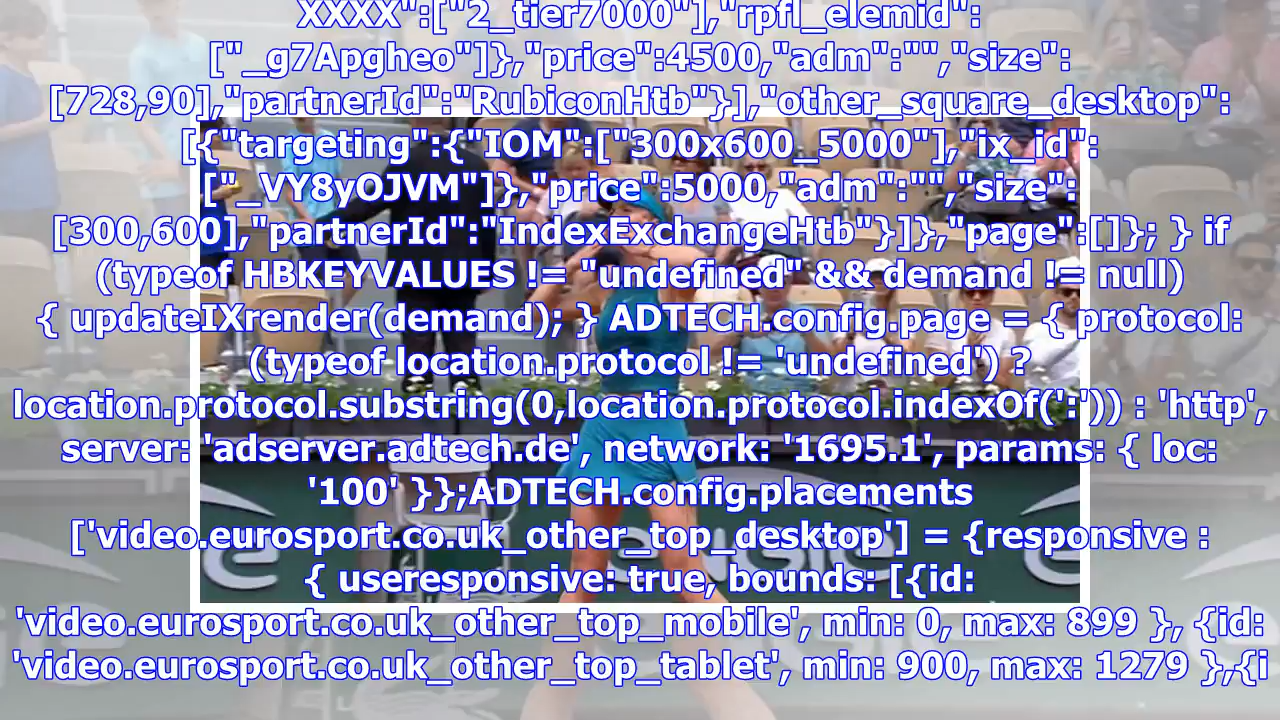 XXXX":["2_tier7000"],"rpfl_elemid":
["_g7Apgheo"]},"price":4500,"adm":"","size":
[728,90],"partnerId":"RubiconHtb"}],"other_square_desktop":
[{"targeting":{"IOM":["300x600_5000"],"ix_id":
["_VY8yOJVM"]},"price":5000,"adm":"","size":
[300,600],"partnerId":"IndexExchangeHtb"}]},"page":[]}; } if
(typeof HBKEYVALUES != "undefined" && demand != null)
{ updateIXrender(demand); } ADTECH.config.page = { protocol:
(typeof location.protocol != 'undefined') ?
location.protocol.substring(0,location.protocol.indexOf(':')) : 'http',
server: 'adserver.adtech.de', network: '1695.1', params: { loc:
'100' }};ADTECH.config.placements
['video.eurosport.co.uk_other_top_desktop'] = {responsive :
{ useresponsive: true, bounds: [{id:
'video.eurosport.co.uk_other_top_mobile', min: 0, max: 899 }, {id:
'video.eurosport.co.uk_other_top_tablet', min: 900, max: 1279 },{i